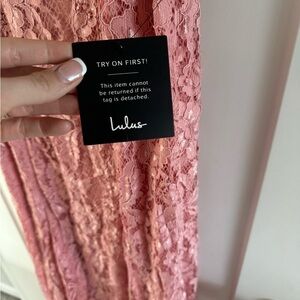 TRY ON FIRST!
This item cannot
be returned if this
tag is detached.
Lulus